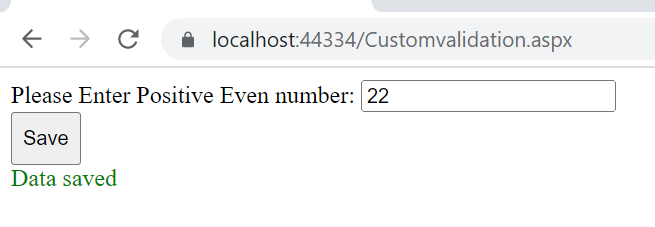 localhost:44334/Customvalidation.aspx
Please Enter Positive Even number: 22
Save
Data saved